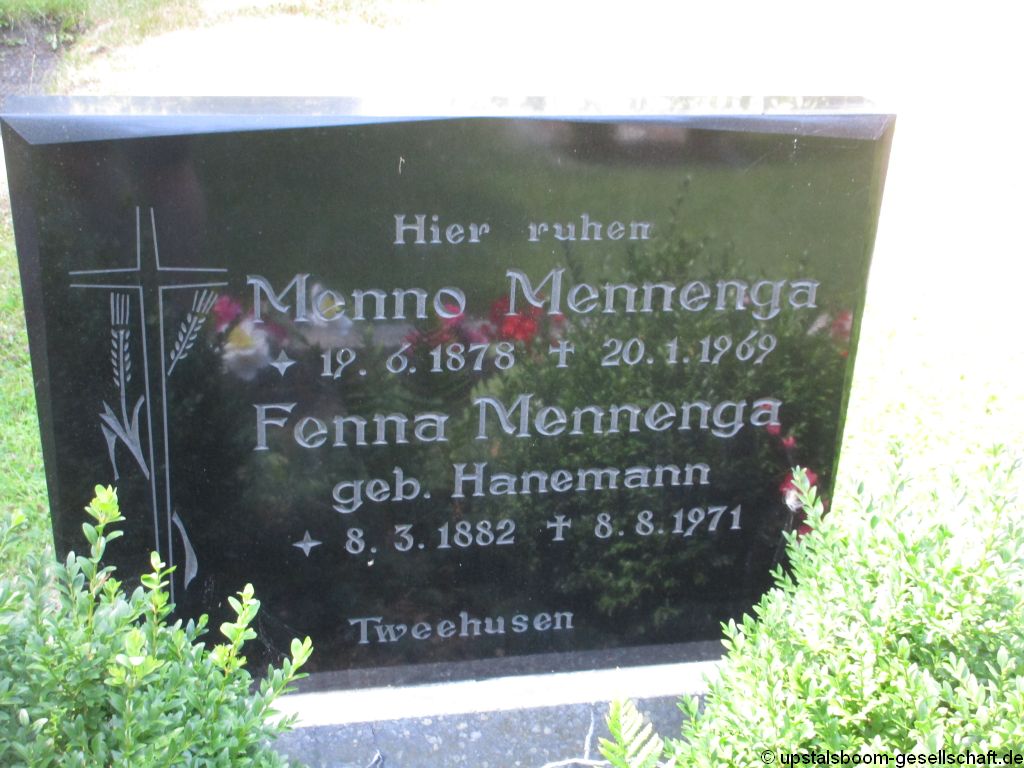 Hier ruhen
Menno Mennenga
✦ 19. 6. 1878 ✝ 20. 1. 1969
Fenna Mennenga
geb. Hanemann
✦ 8. 3. 1882 ✝ 8. 8. 1971
Tweehusen
© upstalsboom-gesellschaft.de